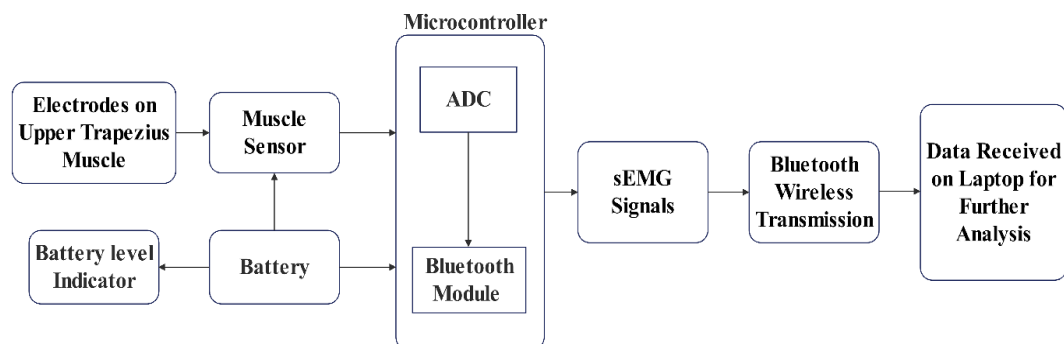 Microcontroller
Electrodes on
Upper Trapezius
Muscle
Muscle
Sensor
ADC
sEMG
Signals
Bluetooth
Wireless
Transmission
Data Received
on Laptop for
Further
Analysis
Battery level
Indicator
Battery
Bluetooth
Module